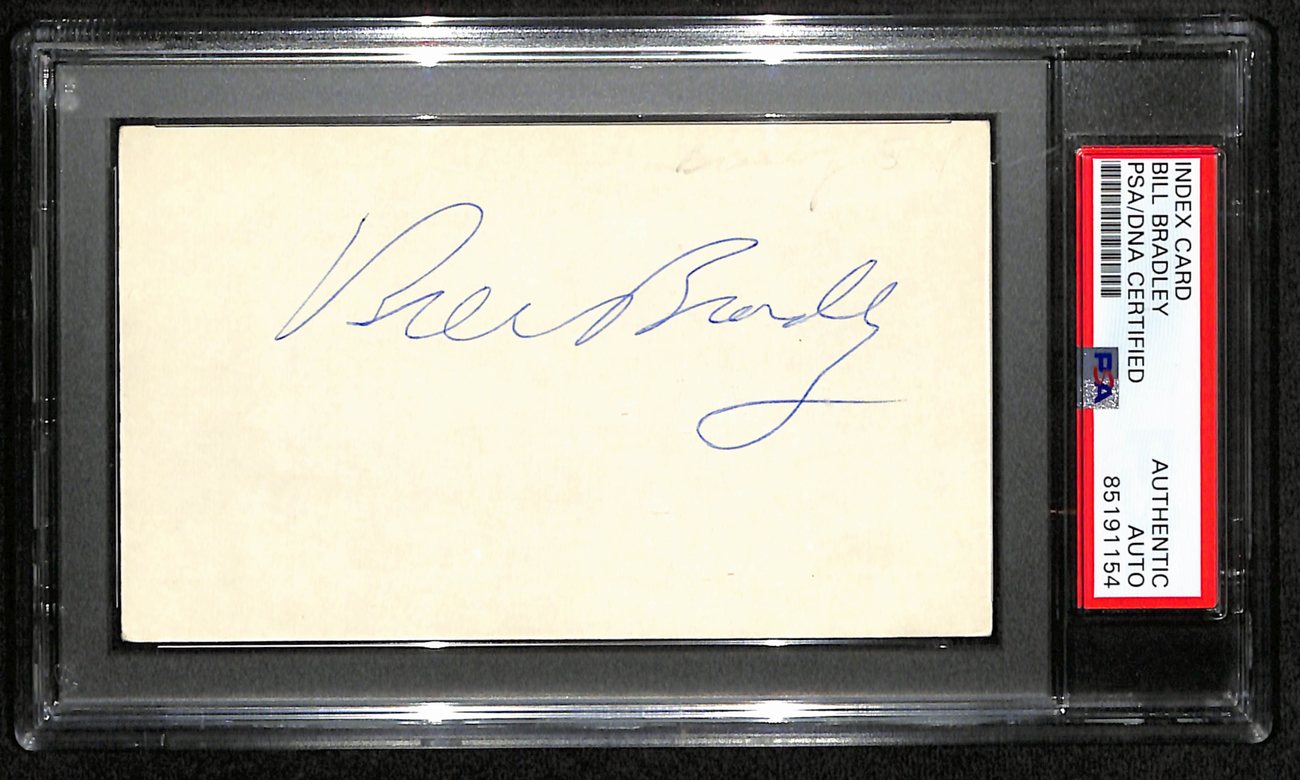 Bill Bradley
INDEX CARD
BILL BRADLEY
PSA/DNA CERTIFIED
PSA
AUTHENTIC
AUTO
85191154